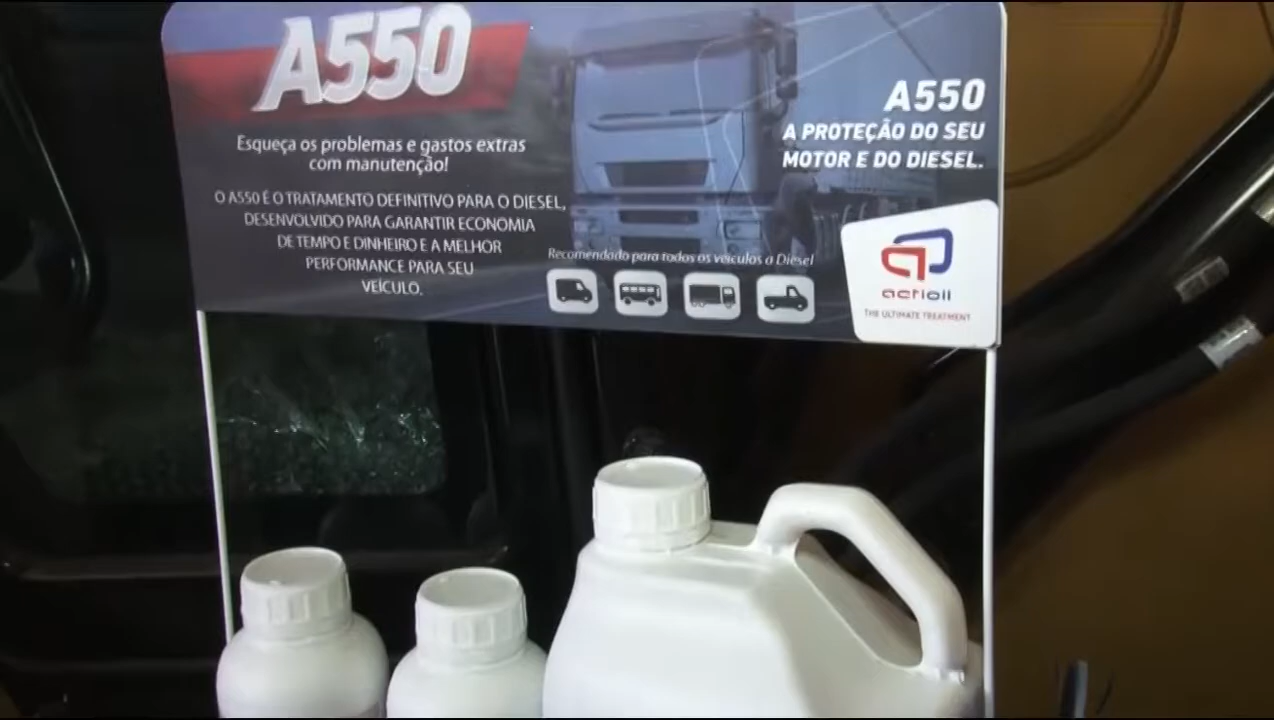 A550
Esqueça os problemas e gastos extras
com manutenção!
O A550 É O TRATAMENTO DEFINITIVO PARA O DIESEL,
DESENVOLVIDO PARA GARANTIR ECONOMIA
DE TEMPO E DINHEIRO E A MELHOR
PERFORMANCE PARA SEU
VEÍCULO.
A550
A PROTEÇÃO DO SEU
MOTOR E DO DIESEL.
Recomendado para todos os veículos a Diesel
actioil
THE ULTIMATE TREATMENT